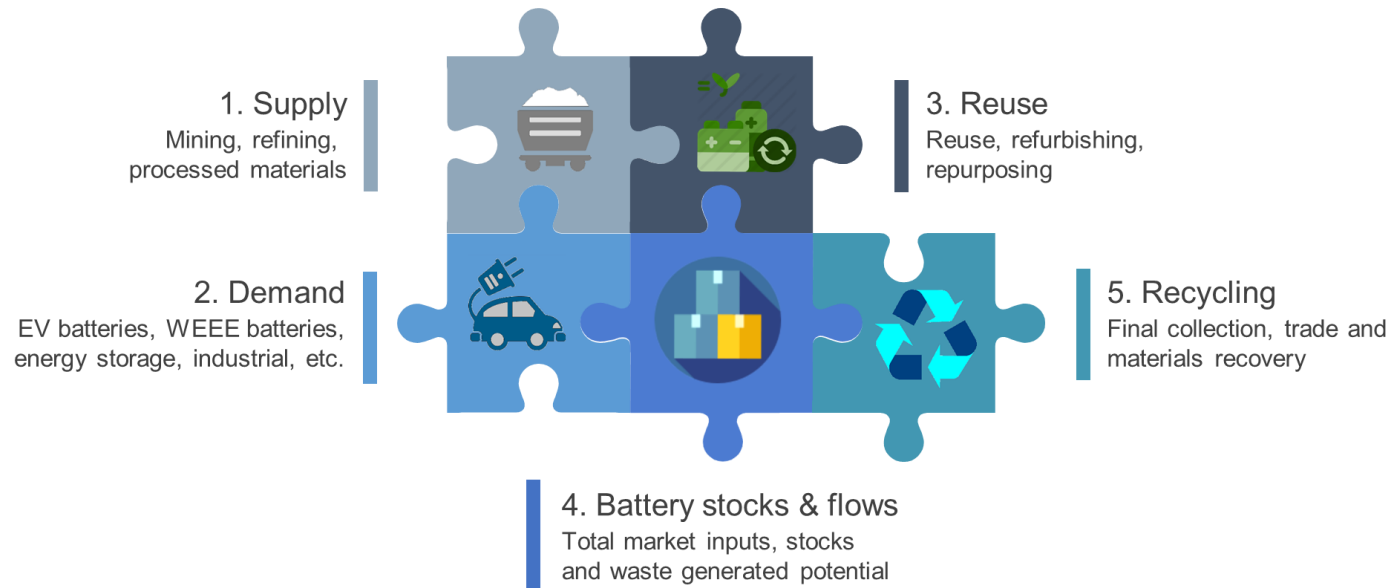 1. Supply
Mining, refining,
processed materials
2. Demand
EV batteries, WEEE batteries,
energy storage, industrial, etc.
3. Reuse
Reuse, refurbishing,
repurposing
4. Battery stocks & flows
Total market inputs, stocks
and waste generated potential
5. Recycling
Final collection, trade and
materials recovery